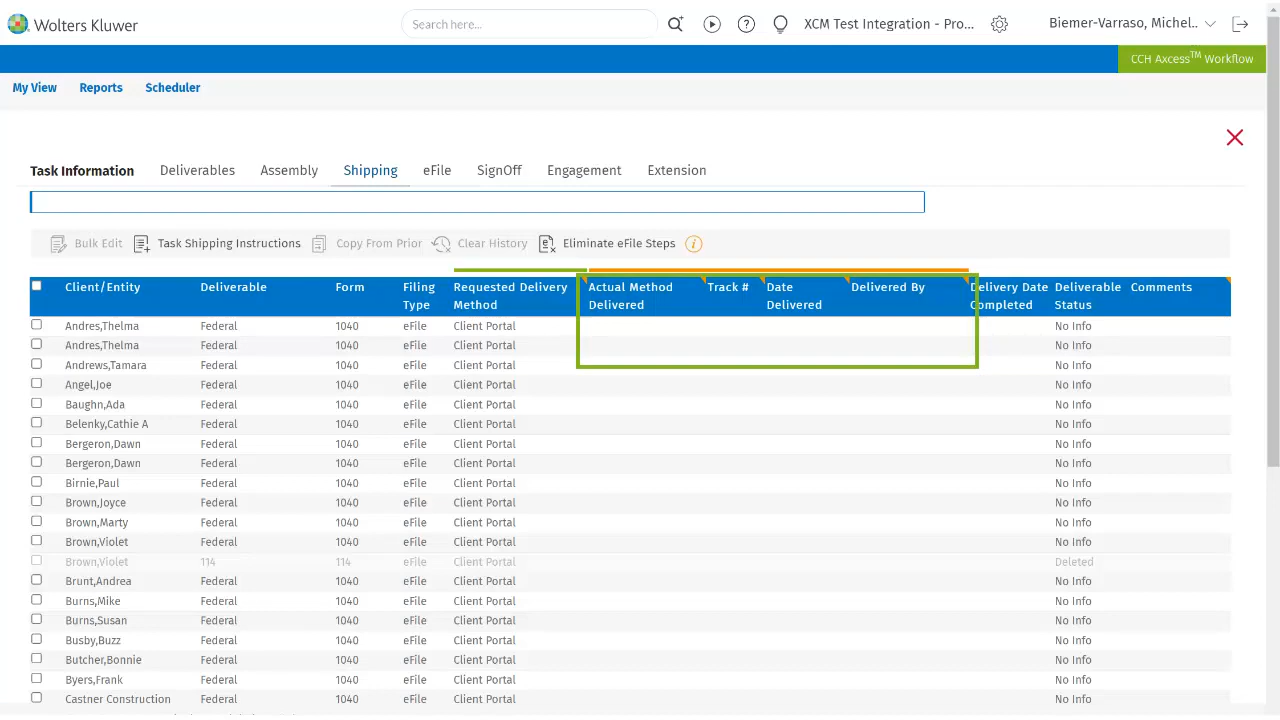 Wolters Kluwer
Search here...
XCM Test Integration - Pro...
Biemer-Varraso, Michel..
CCH Axcess™ Workflow
My View Reports Scheduler
Task Information Deliverables Assembly Shipping eFile SignOff Engagement Extension
Bulk Edit Task Shipping Instructions Copy From Prior Clear History Eliminate eFile Steps
Client/Entity Deliverable Form Filing Type Requested Delivery Method Actual Method Delivered Track # Date Delivered Delivered By Delivery Date Completed Deliverable Status Comments
Andres,Thelma Federal 1040 eFile Client Portal No Info
Andres,Thelma Federal 1040 eFile Client Portal No Info
Andrews,Tamara Federal 1040 eFile Client Portal No Info
Angel,Joe Federal 1040 eFile Client Portal No Info
Baughn,Ada Federal 1040 eFile Client Portal No Info
Belenky,Cathie A Federal 1040 eFile Client Portal No Info
Bergeron,Dawn Federal 1040 eFile Client Portal No Info
Bergeron,Dawn Federal 1040 eFile Client Portal No Info
Birnie,Paul Federal 1040 eFile Client Portal No Info
Brown,Joyce Federal 1040 eFile Client Portal No Info
Brown,Marty Federal 1040 eFile Client Portal No Info
Brown,Violet Federal 1040 eFile Client Portal No Info
Brown,Violet 114 114 eFile Client Portal Deleted
Brunt,Andrea Federal 1040 eFile Client Portal No Info
Burns,Mike Federal 1040 eFile Client Portal No Info
Burns,Susan Federal 1040 eFile Client Portal No Info
Busby,Buzz Federal 1040 eFile Client Portal No Info
Butcher,Bonnie Federal 1040 eFile Client Portal No Info
Byers,Frank Federal 1040 eFile Client Portal No Info
Castner Construction Federal 1040 eFile Client Portal No Info